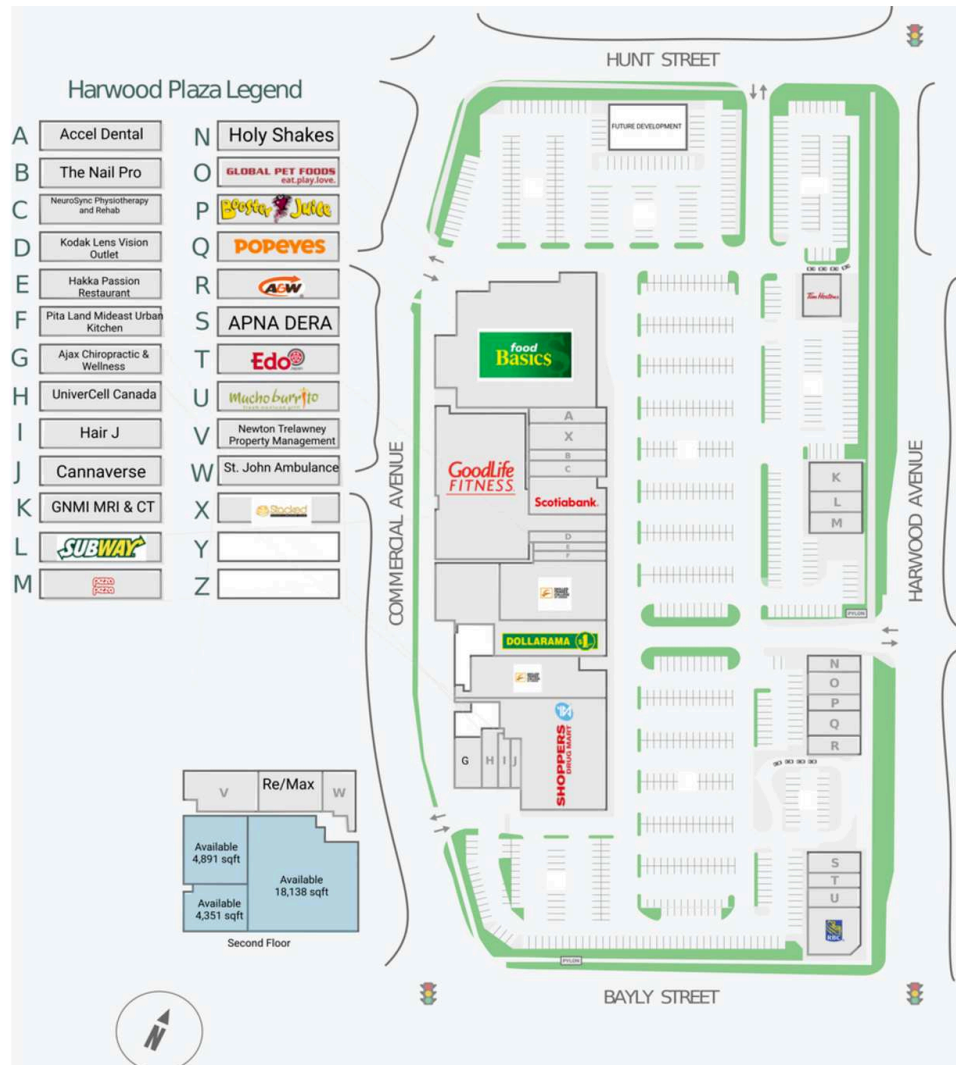 HUNT STREET
Harwood Plaza Legend
A Accel Dental
B The Nail Pro
C NeuroSync Physiotherapy
and Rehab
D Kodak Lens Vision
Outlet
E Hakka Passion
Restaurant
F Pita Land Mideast Urban
Kitchen
G Ajax Chiropractic &
Wellness
H UniverCell Canada
I Hair J
J Cannaverse
K GNMI MRI & CT
L SUBWAY
M pizza
pizza
N Holy Shakes
O GLOBAL PET FOODS
eat.play.love.
P Booster Juice
Q POPEYES
R A&W
S APNA DERA
T Edo
U Mucho burrito
V Newton Trelawney
Property Management
W St. John Ambulance
X Stacked
Y
Z
FUTURE DEVELOPMENT
Tim Hortons
food
Basics
A
X
B
C
GoodLife
FITNESS
Scotiabank
D
E
F
K
L
M
COMMERCIAL AVENUE
HARWOOD AVENUE
PYLON
DOLLARAMA $1
N
O
P
Q
R
SHOPPERS
DRUG MART
G
H
I
J
S
T
U
RBC
V
Re/Max
W
Available
4,891 sqft
Available
18,138 sqft
Available
4,351 sqft
Second Floor
PYLON
BAYLY STREET
N